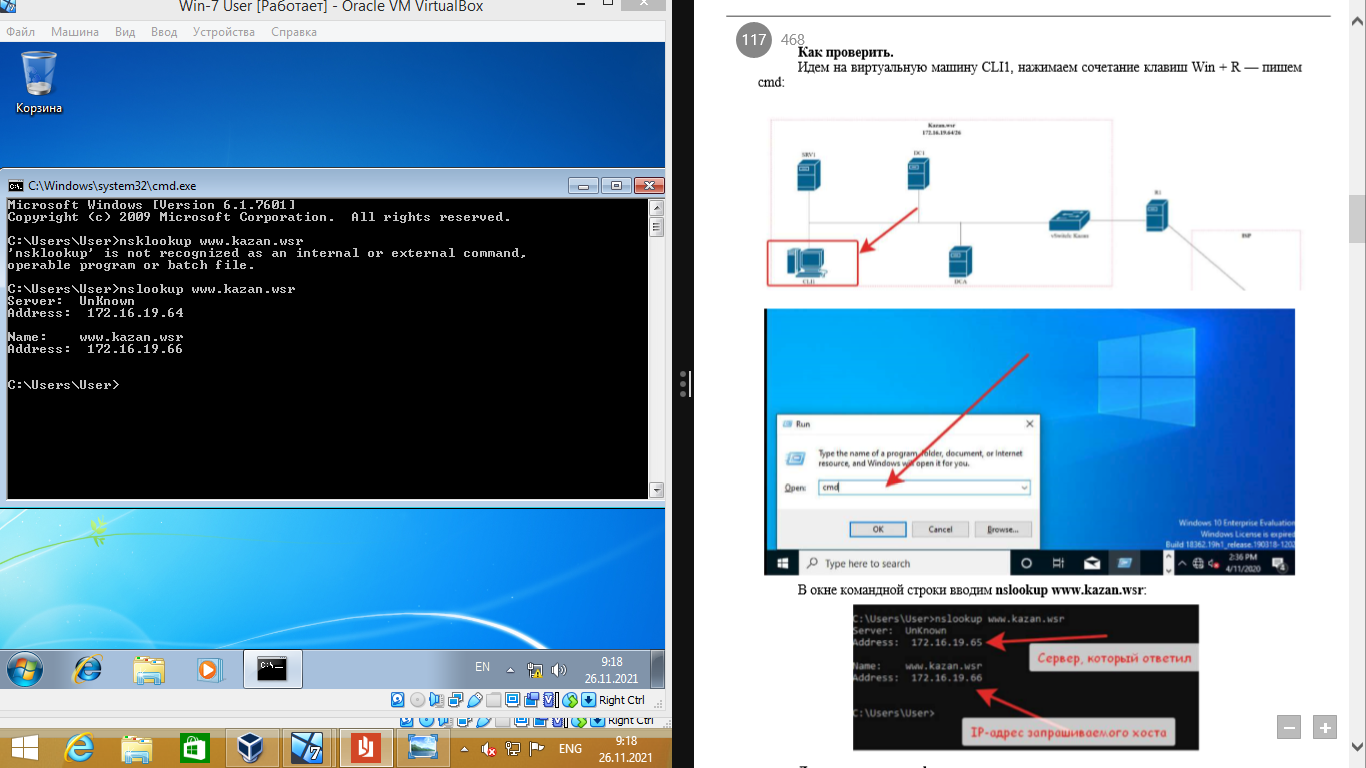 Win-7 User [Работает] - Oracle VM VirtualBox
Файл Машина Вид Ввод Устройства Справка
Корзина
C:\Windows\system32\cmd.exe
Microsoft Windows [Version 6.1.7601]
Copyright (c) 2009 Microsoft Corporation. All rights reserved.
C:\Users\User>nsklookup www.kazan.wsr
'nsklookup' is not recognized as an internal or external command,
operable program or batch file.
C:\Users\User>nslookup www.kazan.wsr
Server: UnKnown
Address: 172.16.19.64
Name: www.kazan.wsr
Address: 172.16.19.66
C:\Users\User>
EN
9:18
26.11.2021
Right Ctrl
Right Ctrl
ENG
9:18
26.11.2021
117 468
Как проверить.
Идем на виртуальную машину CLI1, нажимаем сочетание клавиш Win + R — пишем
cmd:
Kazan.wsr
172.16.19.64/26
SRV1
DC1
R1
vSwitch Kazan
ISP
CLI1
DCA
Run
Type the name of a program, folder, document, or Internet
resource, and Windows will open it for you.
Open: cmd
OK Cancel Browse...
Windows 10 Enterprise Evaluation
Windows License is expired
Build 18362.19h1_release.190318-1202
Type here to search
2:36 PM
4/11/2020
В окне командной строки вводим nslookup www.kazan.wsr:
C:\Users\User>nslookup www.kazan.wsr
Server: UnKnown
Address: 172.16.19.65
Сервер, который ответил
Name: www.kazan.wsr
Address: 172.16.19.66
C:\Users\User>
IP-адрес запрашиваемого хоста